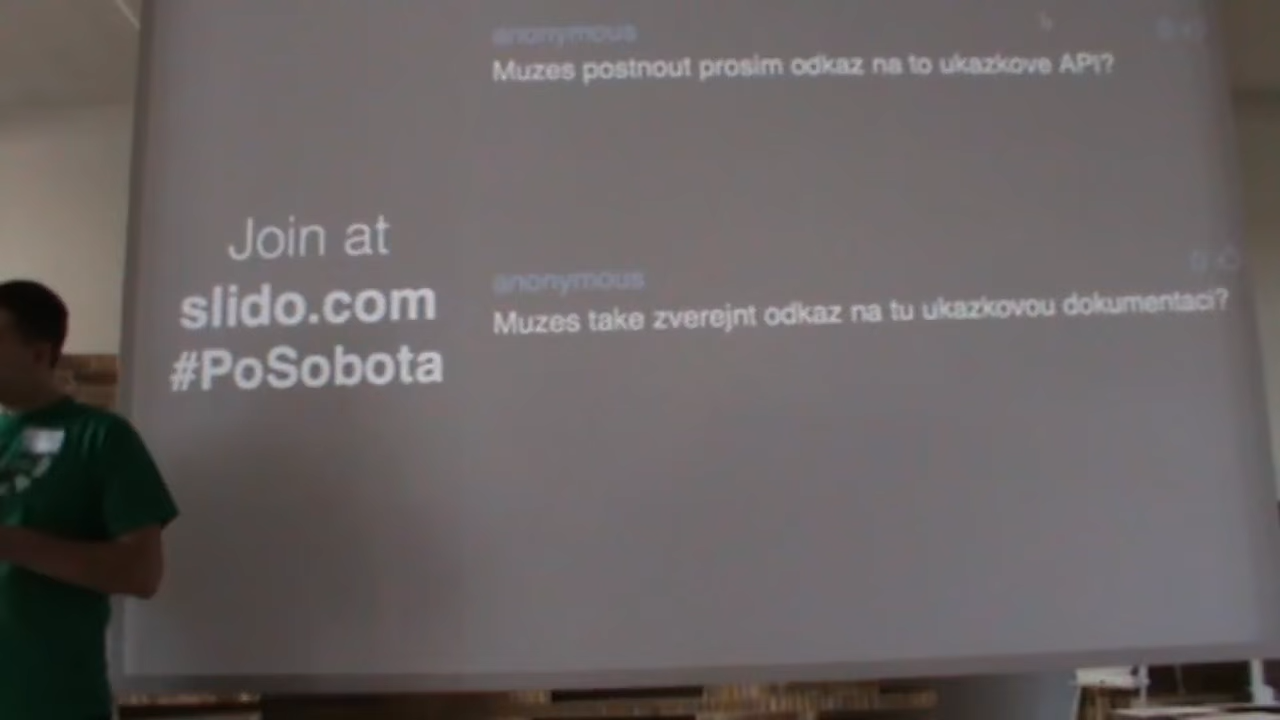 anonymous
Muzes postnout prosim odkaz na to ukazkove API?
Join at
slido.com
#PoSobota
anonymous
Muzes take zverejnt odkaz na tu ukazkovou dokumentaci?